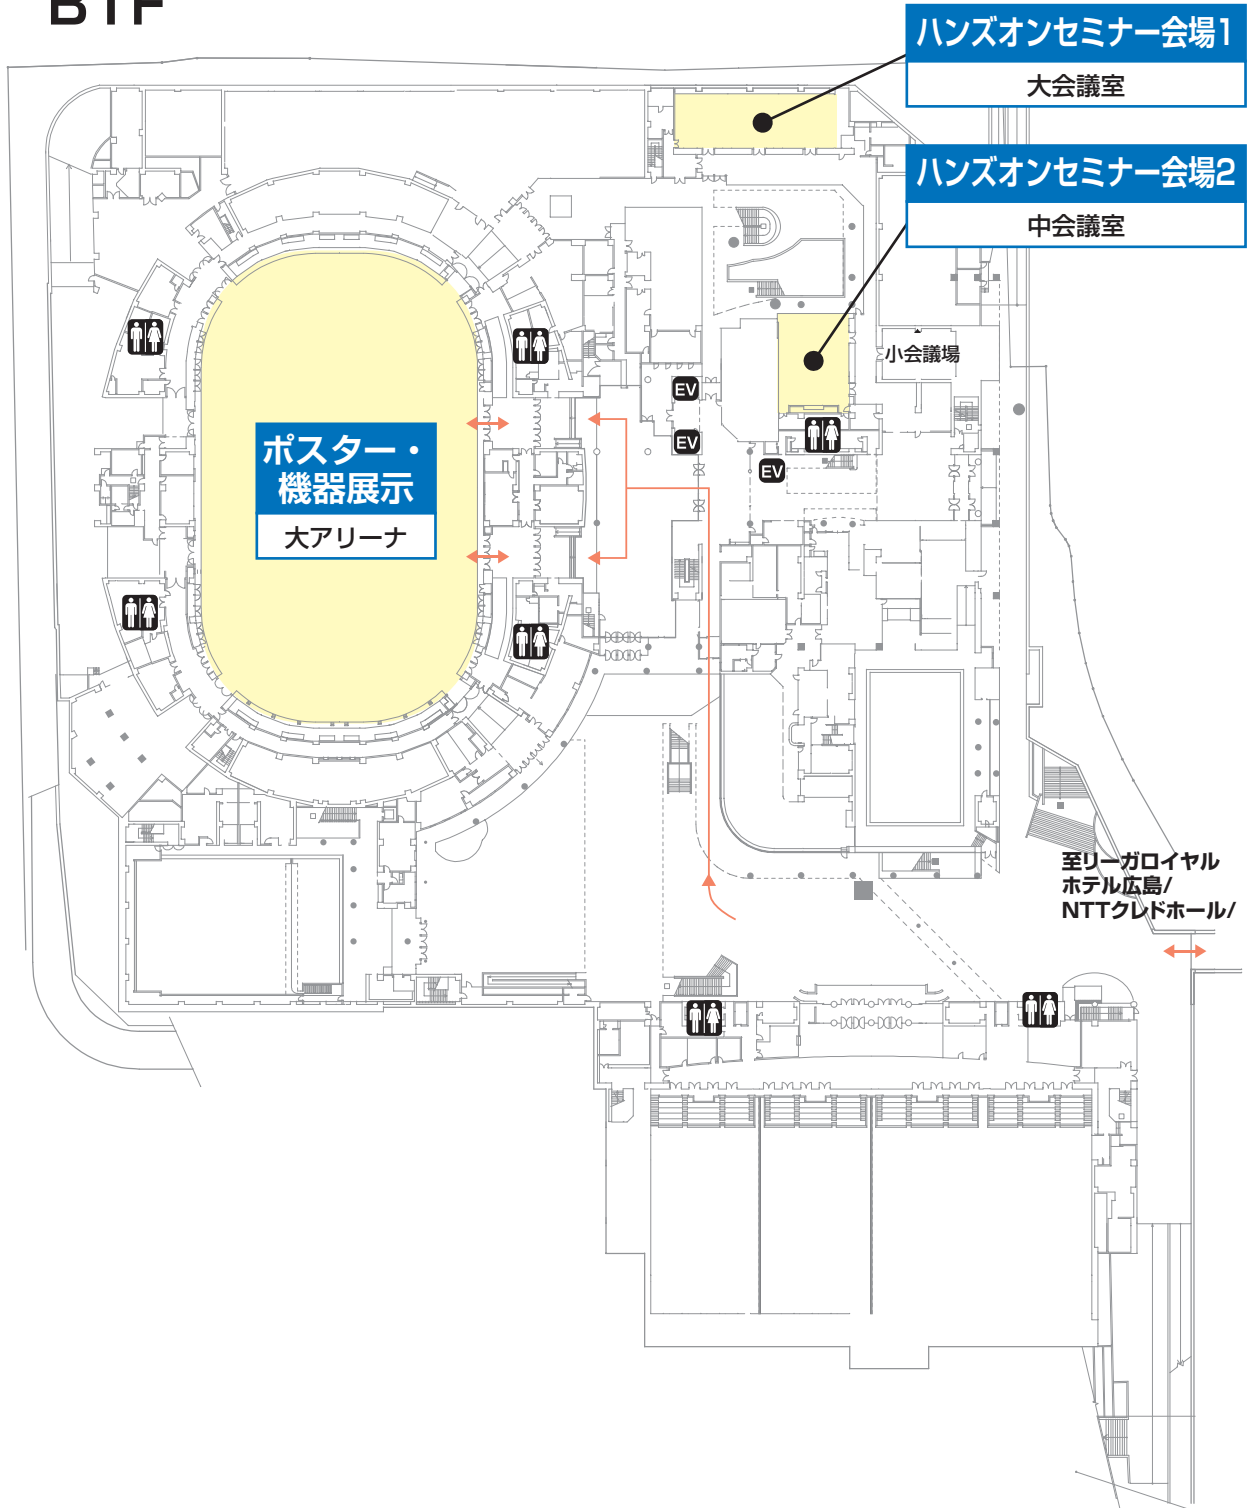 B1F
ハンズオンセミナー会場1
大会議室
ハンズオンセミナー会場2
中会議室
小会議場
EV
EV
EV
ポスター・
機器展示
大アリーナ
至リーガロイヤル
ホテル広島/
NTTクレドホール/